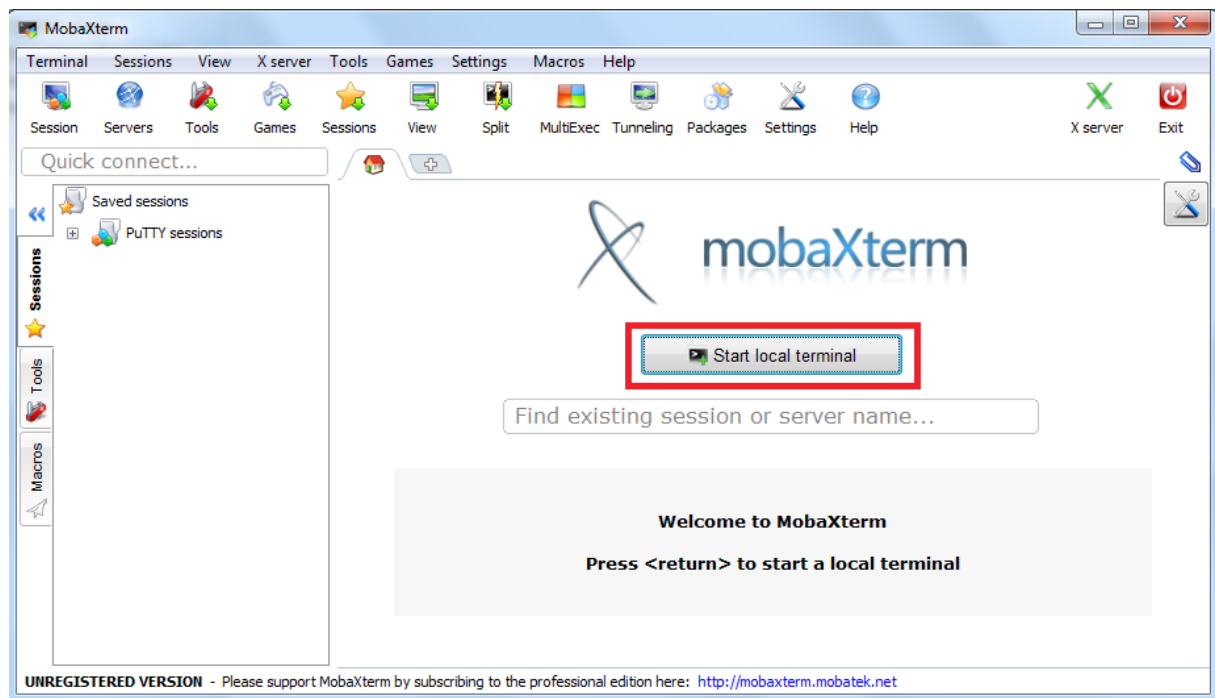 MobaXterm
Terminal Sessions View X server Tools Games Settings Macros Help
Session Servers Tools Games Sessions View Split MultiExec Tunneling Packages Settings Help X server Exit
Quick connect...
Saved sessions
PuTTY sessions
Sessions
Tools
Macros
mobaXterm
Start local terminal
Find existing session or server name...
Welcome to MobaXterm
Press <return> to start a local terminal
UNREGISTERED VERSION - Please support MobaXterm by subscribing to the professional edition here: http://mobaxterm.mobatek.net